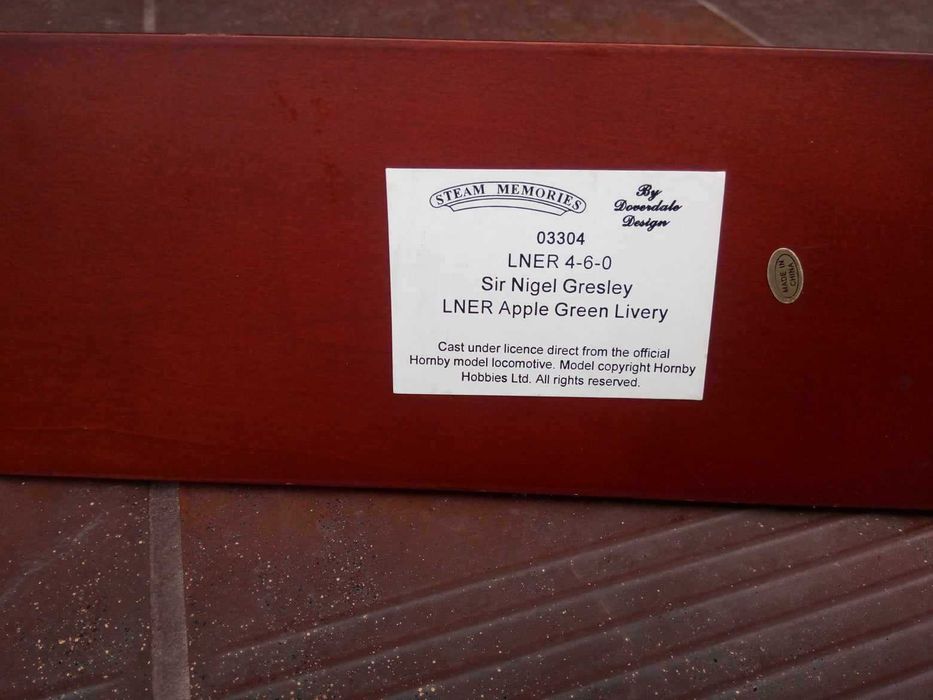 STEAM MEMORIES
By
Doverdale
Design
03304
LNER 4-6-0
Sir Nigel Gresley
LNER Apple Green Livery
Cast under licence direct from the official
Hornby model locomotive. Model copyright Hornby
Hobbies Ltd. All rights reserved.
MADE IN
CHINA